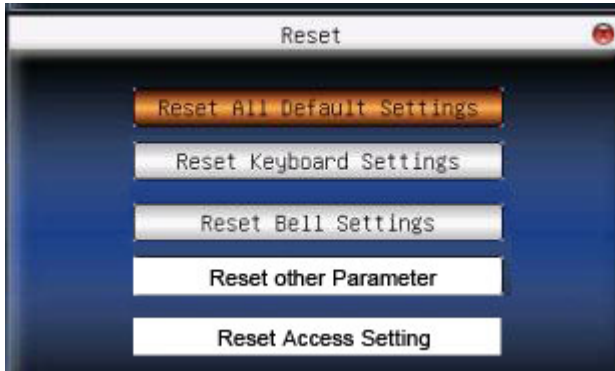 Reset
Reset All Default Settings
Reset Keyboard Settings
Reset Bell Settings
Reset other Parameter
Reset Access Setting